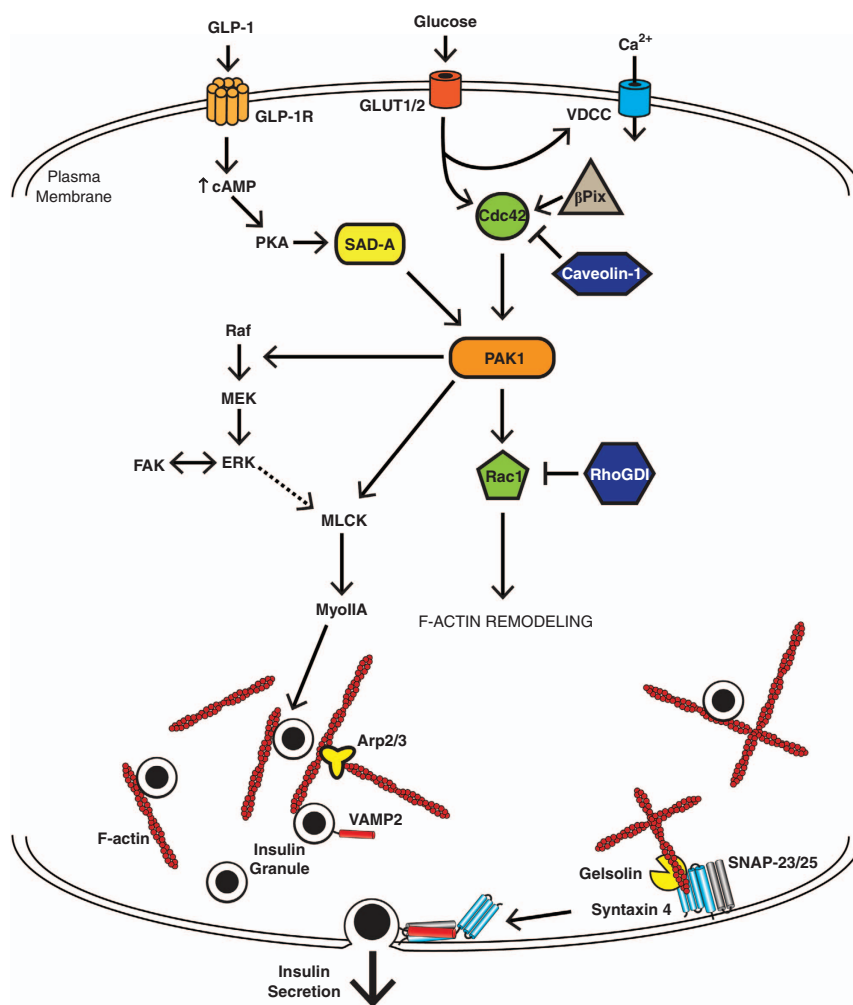 GLP-1
Glucose
Ca2+
GLP-1R
GLUT1/2
VDCC
Plasma
Membrane
↑cAMP
Cdc42
βPix
PKA
SAD-A
Caveolin-1
Raf
PAK1
MEK
FAK
ERK
Rac1
RhoGDI
MLCK
MyoIIA
F-ACTIN REMODELING
Arp2/3
VAMP2
F-actin
Insulin
Granule
Gelsolin
SNAP-23/25
Syntaxin 4
Insulin
Secretion